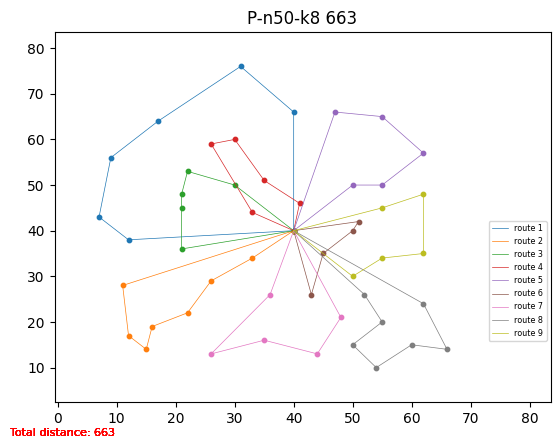 P-n50-k8 663
80
70
60
50
40
30
20
10
0 10 20 30 40 50 60 70 80
route 1
route 2
route 3
route 4
route 5
route 6
route 7
route 8
route 9
Total distance: 663